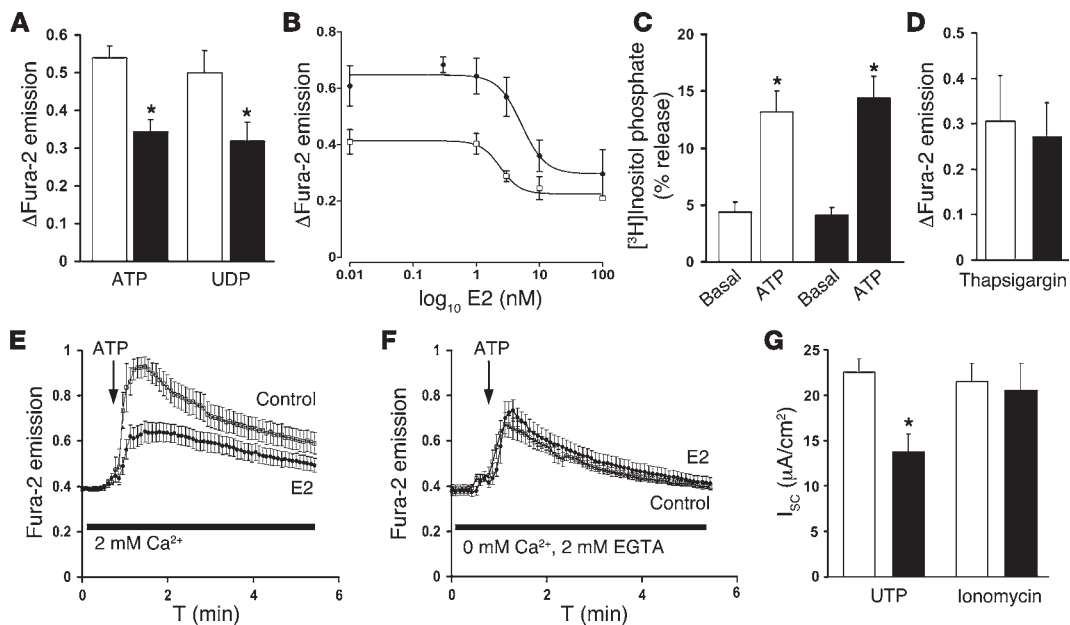 A
ΔFura-2 emission
0.6
0.5
0.4
0.3
0.2
0.1
0
*
*
ATP
UDP
B
ΔFura-2 emission
0.8
0.6
0.4
0.2
0
0.01
0.1
1
10
100
log10 E2 (nM)
C
[³H]Inositol phosphate
(% release)
20
15
10
5
0
*
*
Basal
ATP
Basal
ATP
D
ΔFura-2 emission
0.5
0.4
0.3
0.2
0.1
0
Thapsigargin
E
Fura-2 emission
1
0.8
0.6
0.4
0.2
0
ATP
Control
E2
2 mM Ca²⁺
0
2
4
6
T (min)
F
Fura-2 emission
1
0.8
0.6
0.4
0.2
0
ATP
E2
Control
0 mM Ca²⁺, 2 mM EGTA
0
2
4
6
T (min)
G
ISC (μA/cm²)
25
20
15
10
5
0
*
UTP
Ionomycin